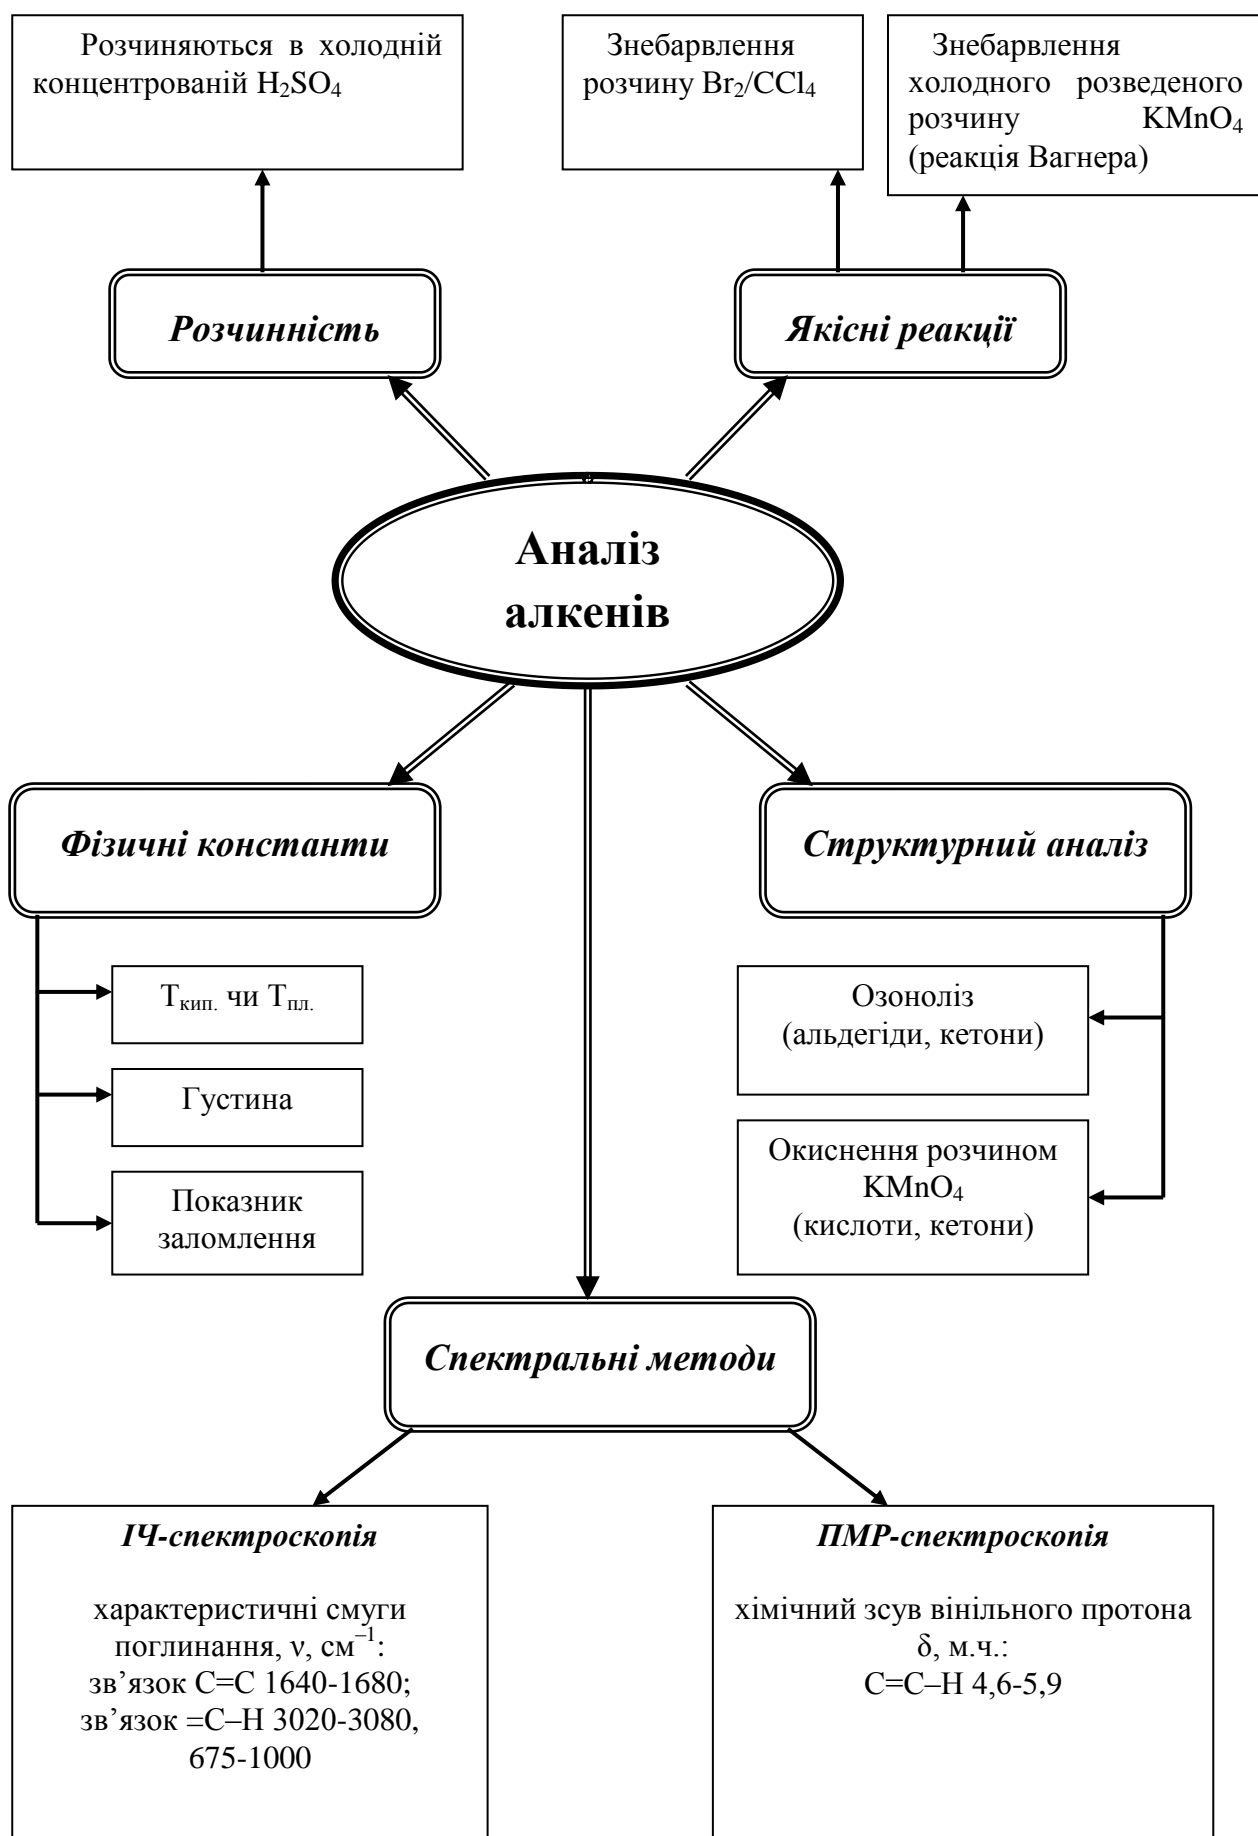 Розчиняються в холодній
концентрованій H₂SO₄
Знебарвлення
розчину Br₂/CCl₄
Знебарвлення
холодного розведеного
розчину KMnO₄
(реакція Вагнера)
Розчинність
Якісні реакції
Аналіз
алкенів
Фізичні константи
Структурний аналіз
Ткип. чи Тпл.
Густина
Показник
заломлення
Озоноліз
(альдегіди, кетони)
Окиснення розчином
KMnO₄
(кислоти, кетони)
Спектральні методи
ІЧ-спектроскопія
характеристичні смуги
поглинання, ν, см⁻¹:
зв’язок C=C 1640-1680;
зв’язок =C–H 3020-3080,
675-1000
ПМР-спектроскопія
хімічний зсув вінільного протона
δ, м.ч.:
C=C–H 4,6-5,9